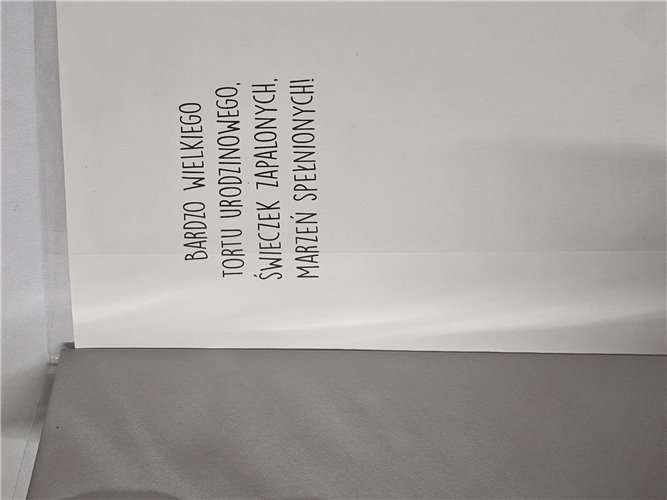 BARDZO WIELKIEGO
TORTU URODZINOWEGO,
ŚWIECZEK ZAPALONYCH,
MARZEŃ SPEŁNIONYCH!